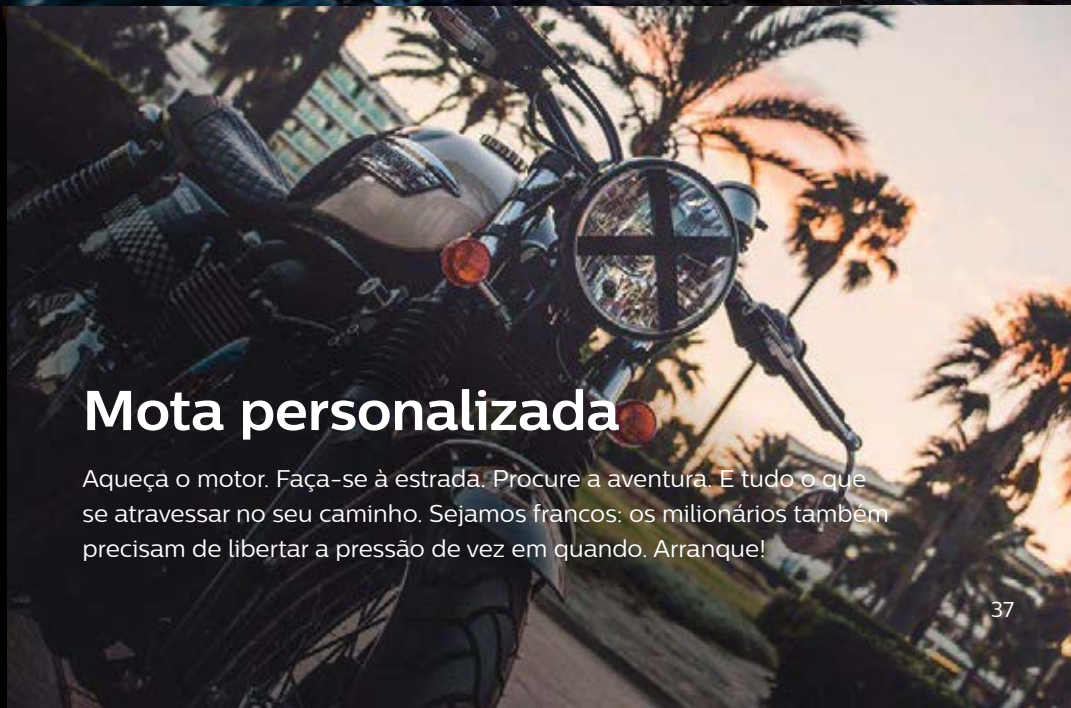 Mota personalizada
Aqueça o motor. Faça-se à estrada. Procure a aventura. E tudo o que
se atravessar no seu caminho. Sejamos francos: os milionários também
precisam de libertar a pressão de vez em quando. Arranque!
37